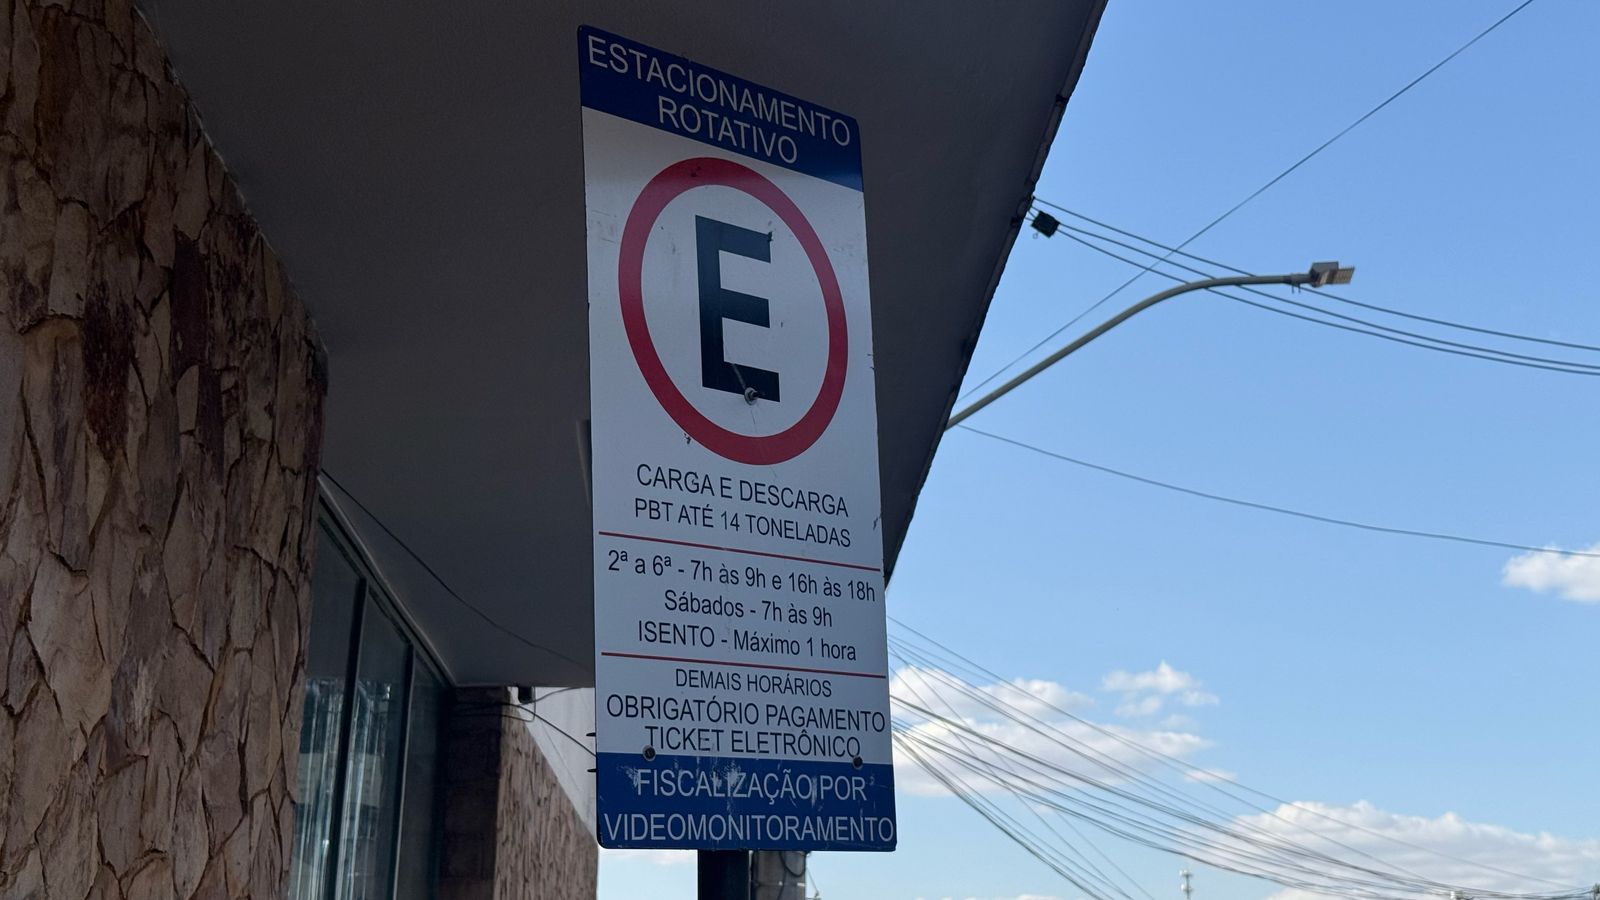 ESTACIONAMENTO
ROTATIVO
E
CARGA E DESCARGA
PBT ATÉ 14 TONELADAS
2ª a 6ª - 7h às 9h e 16h às 18h
Sábados - 7h às 9h
ISENTO - Máximo 1 hora
DEMAIS HORÁRIOS
OBRIGATÓRIO PAGAMENTO
TICKET ELETRÔNICO
FISCALIZAÇÃO POR
VIDEOMONITORAMENTO